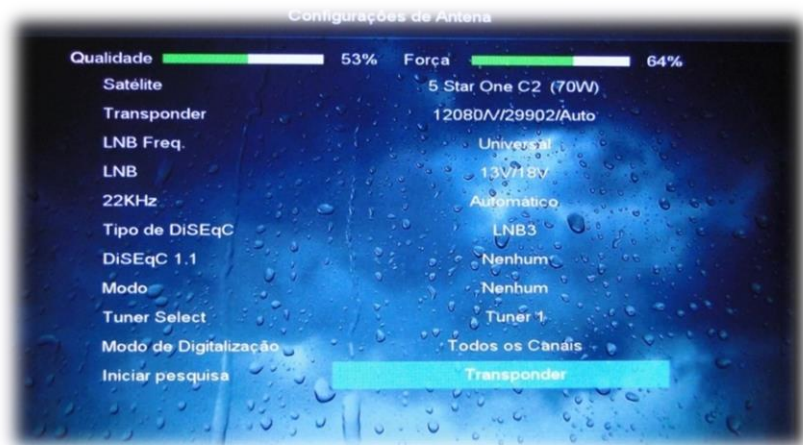 Configurações de Antena
Qualidade 53% Força 64%
Satélite 5 Star One C2 (70W)
Transponder 12080/V/29902/Auto
LNB Freq. Universal
LNB 13V/18V
22KHz Automático
Tipo de DiSEqC LNB3
DiSEqC 1.1 Nenhum
Modo Nenhum
Tuner Select Tuner 1
Modo de Digitalização Todos os Canais
Iniciar pesquisa Transponder